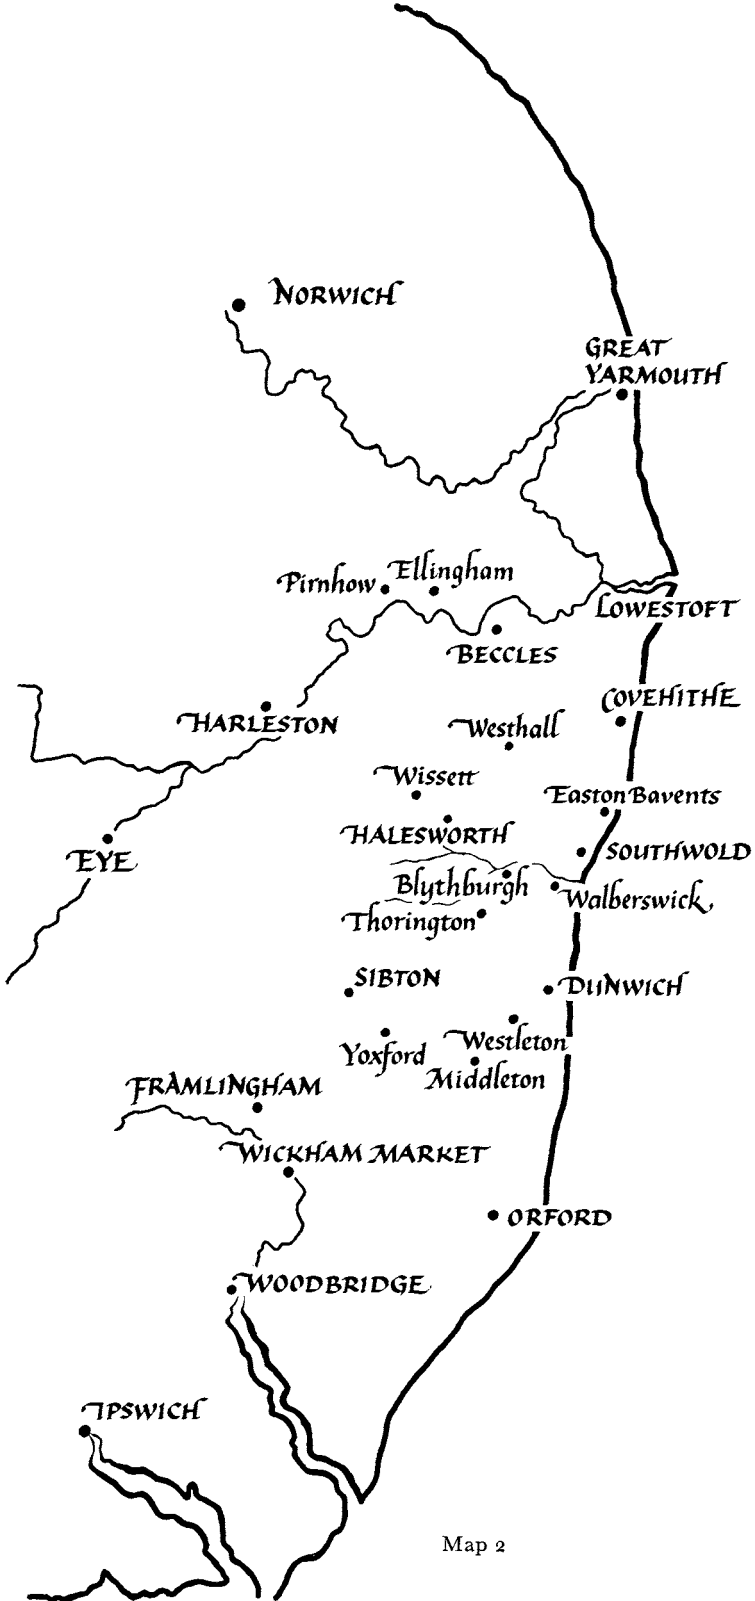 NORWICH
GREAT
YARMOUTH
Pirnhow
Ellingham
LOWESTOFT
BECCLES
COVEHITHE
HARLESTON
Westhall
Wissett
Easton Bavents
HALESWORTH
SOUTHWOLD
EYE
Blythburgh
Walberswick
Thorington
SIBTON
DUNWICH
Westleton
Yoxford
Middleton
FRAMLINGHAM
WICKHAM MARKET
ORFORD
WOODBRIDGE
IPSWICH
Map 2